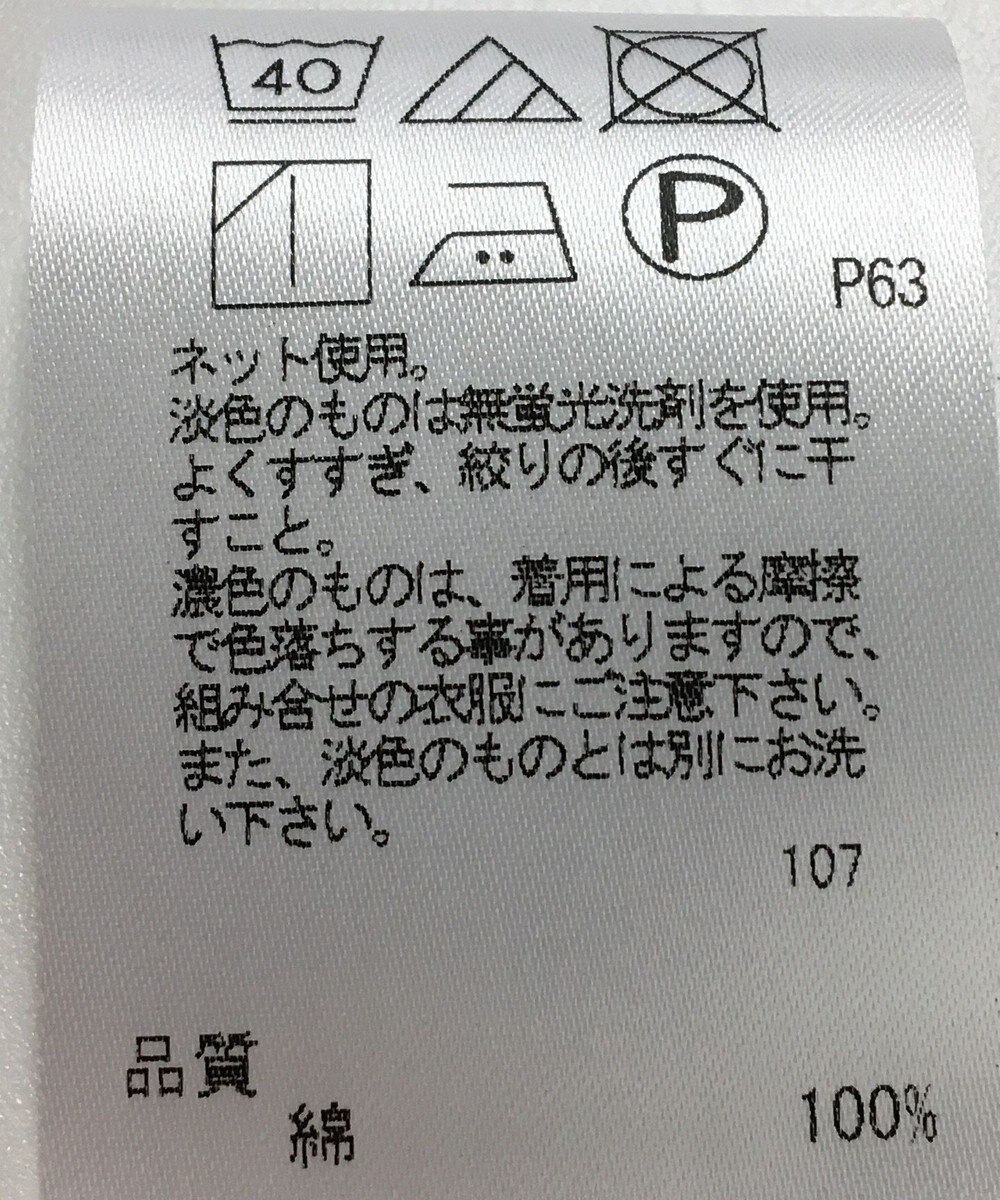 40
P
P63
ネット使用。
淡色のものは無蛍光洗剤を使用。
よくすすぎ、絞りの後すぐに干
すこと。
濃色のものは、着用による摩擦
で色落ちする事がありますので、
組み合せの衣服にご注意下さい。
また、淡色のものとは別にお洗
い下さい。
107
品質
綿 100%